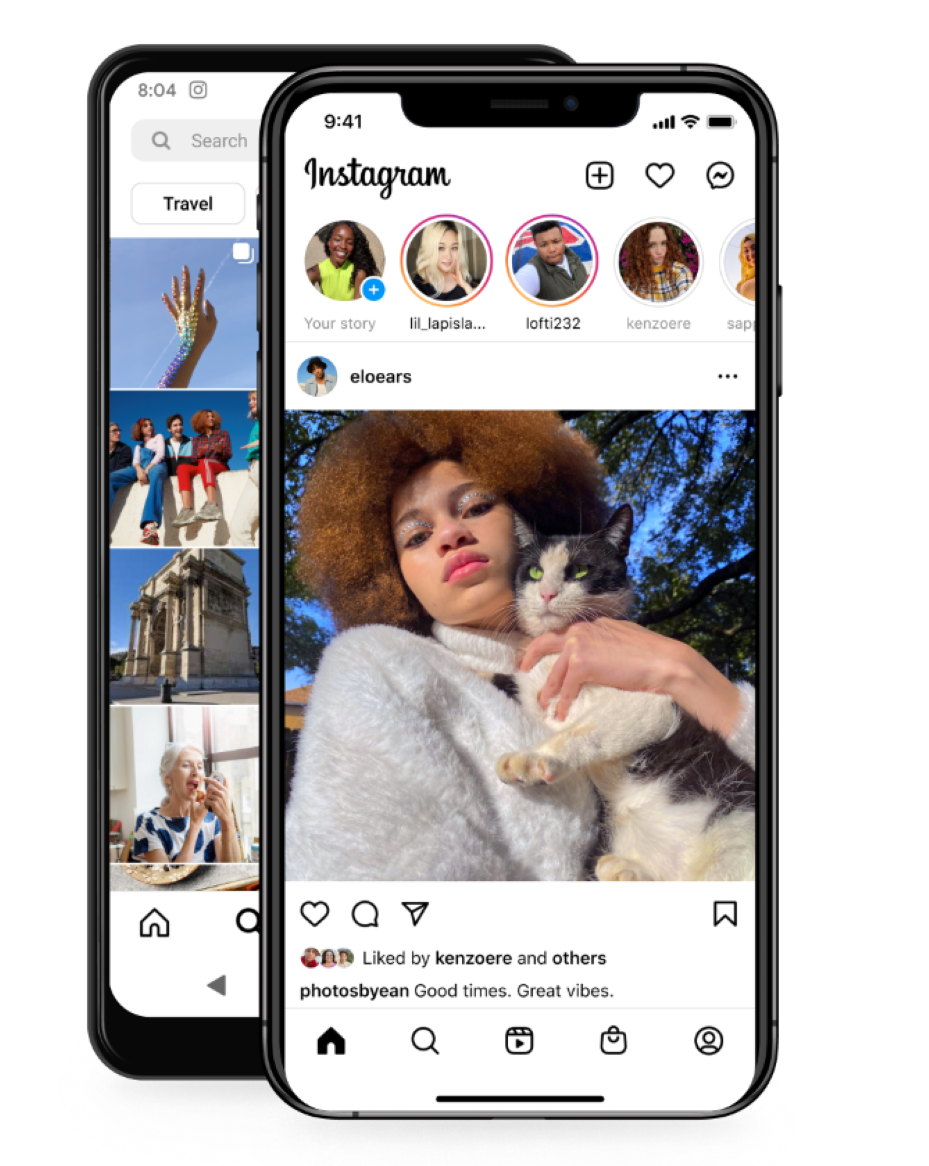 8:04
Search
Travel
9:41
Instagram
Your story
lil_lapisla...
lofti232
kenzoere
sapp
eloears
Liked by kenzoere and others
photosbyean Good times. Great vibes.